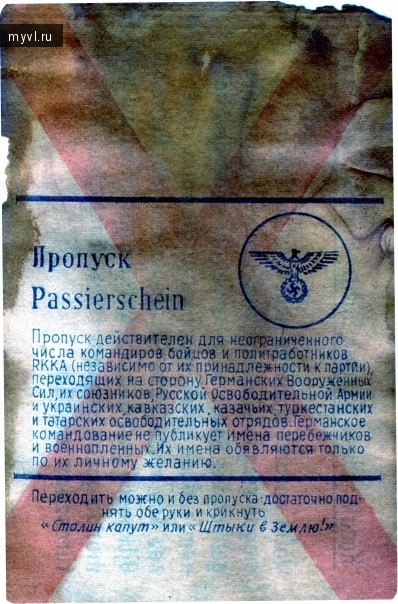 myvl.ru
Пропуск
Passierschein
Пропуск действителен для неограниченного
числа командиров, бойцов и политработников
RККА (независимо от их принадлежности к партии),
переходящих на сторону Германских Вооруженных
Сил, их союзников, Русской Освободительной Армии
и украинских, кавказских, казачьих, туркестанских
и татарских освободительных отрядов. Германское
командование не публикует имена перебежчиков
и военнопленных. Их имена обявляются только
по их личному желанию.
Переходить можно и без пропуска: достаточно под-
нять обе руки и крикнуть
«Сталин капут» или «Штыки в Землю!»